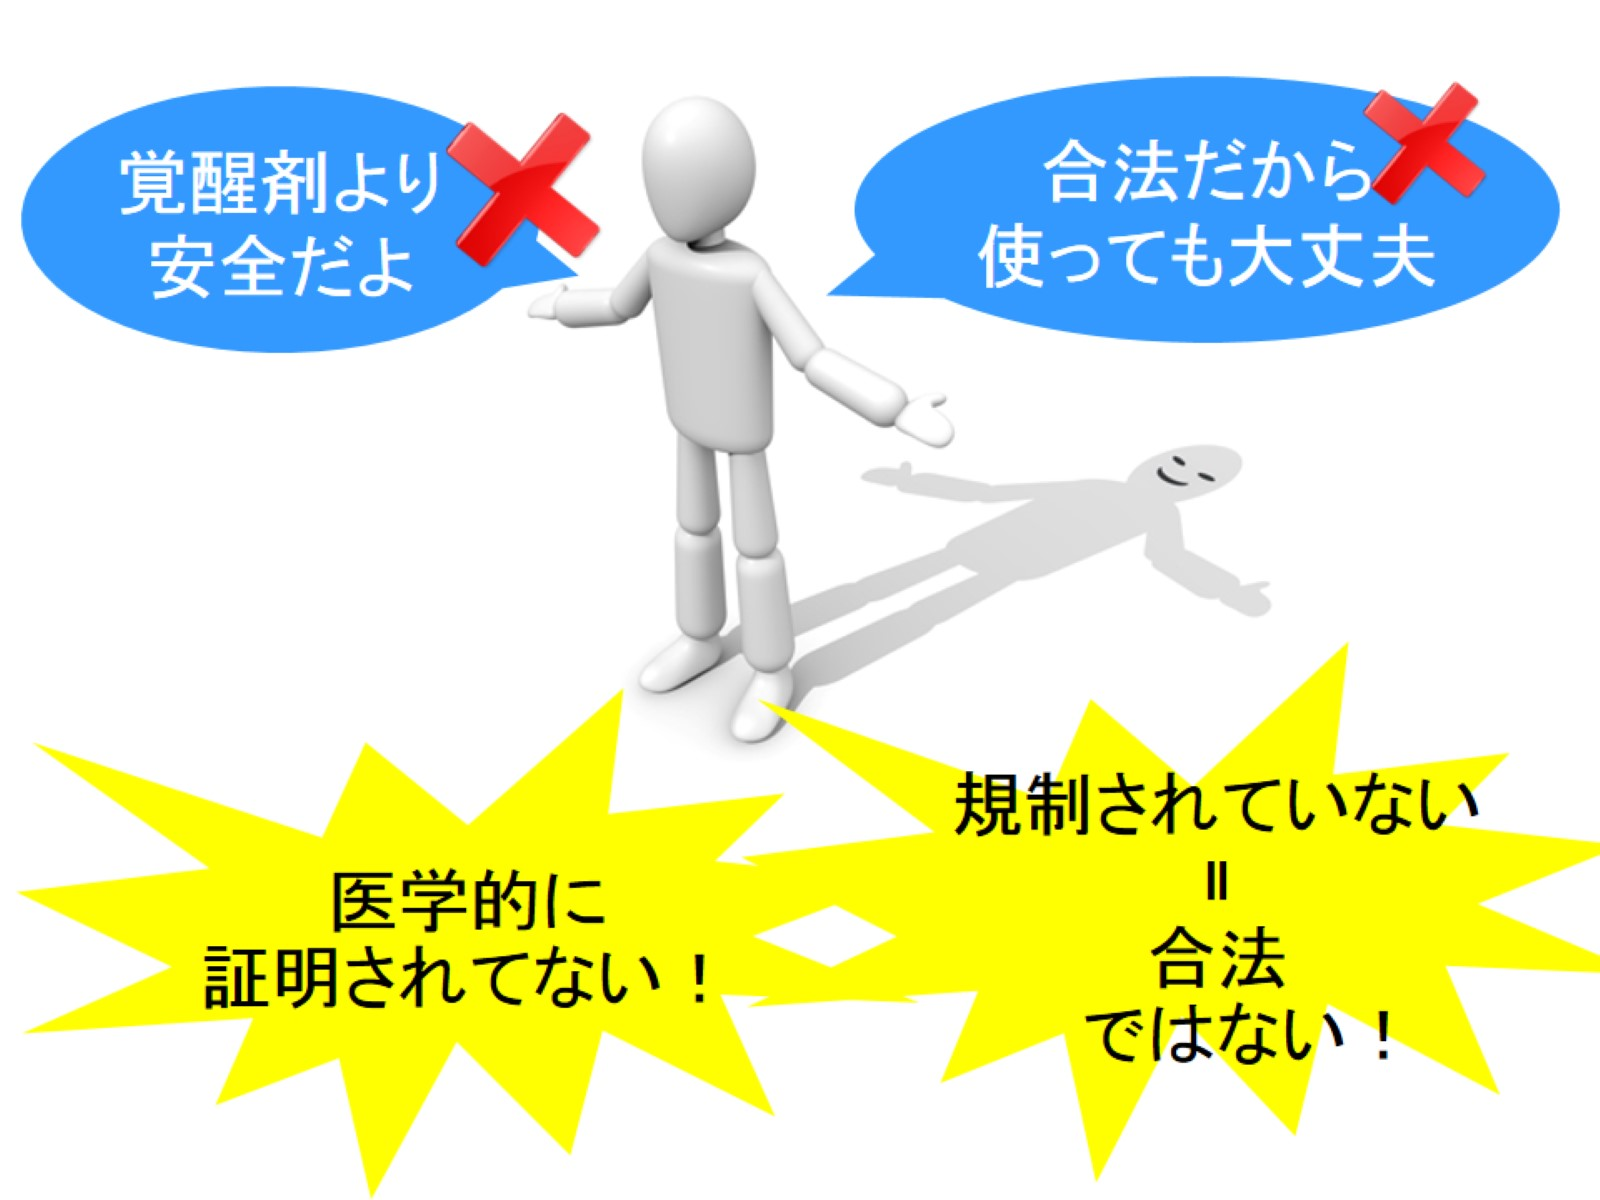 覚醒剤より
安全だよ
合法だから
使っても大丈夫
医学的に
証明されてない！
規制されていない
＝
合法
ではない！